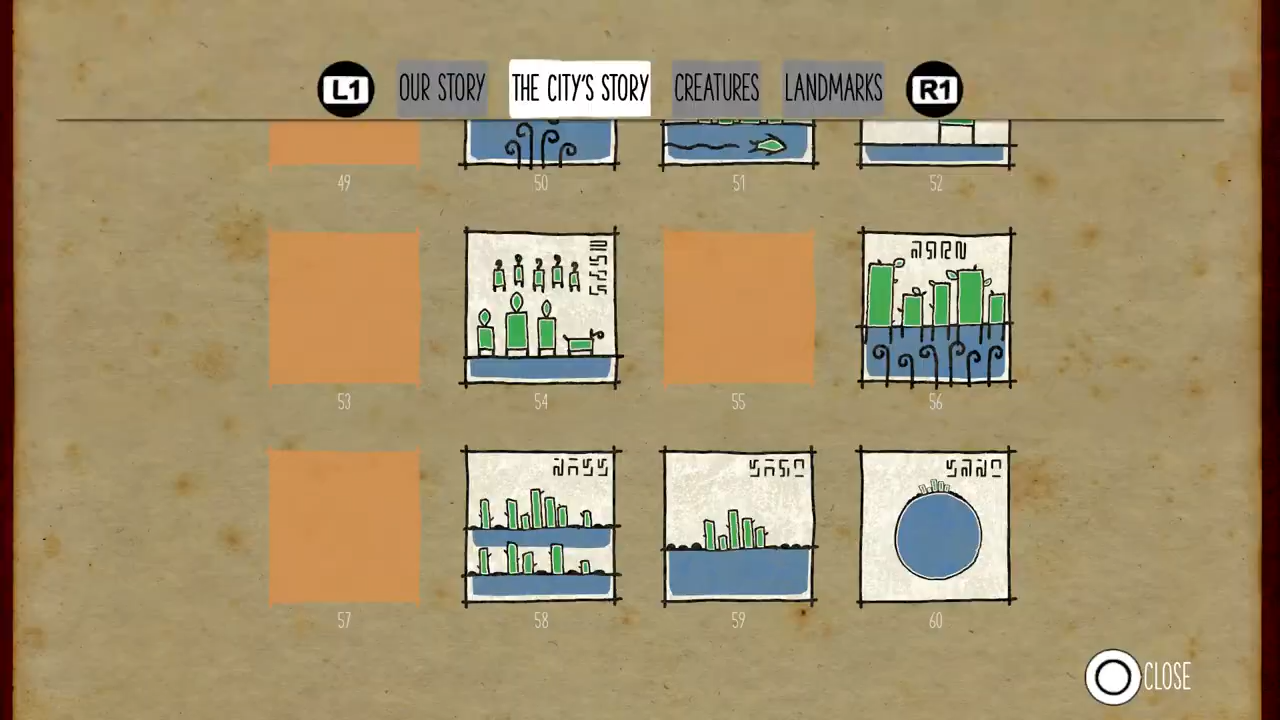 L1 OUR STORY THE CITY'S STORY CREATURES LANDMARKS R1
49 50 51 52
53 54 55 56
57 58 59 60
CLOSE